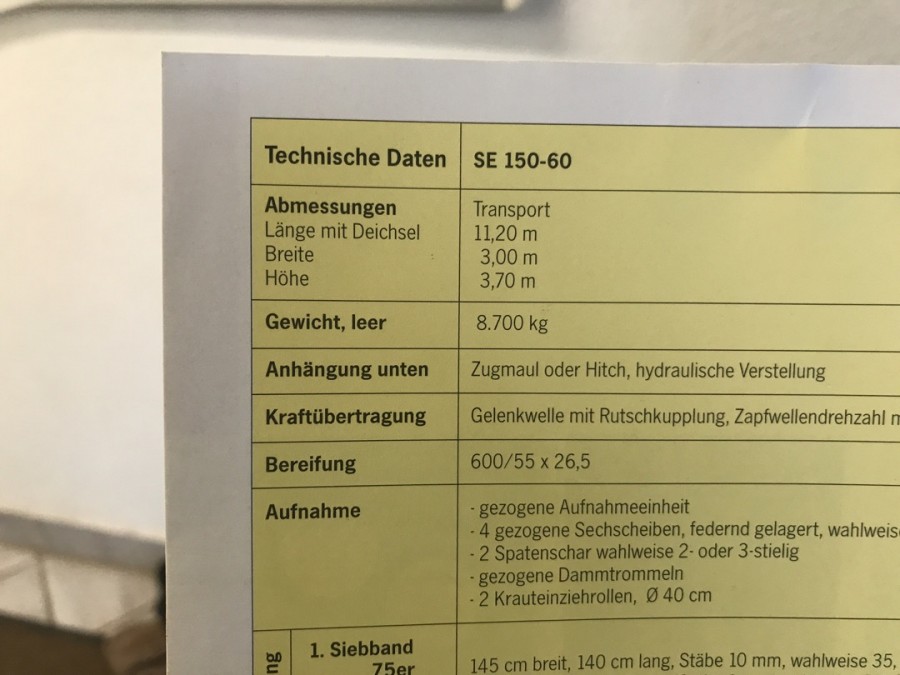 Technische Daten SE 150-60
Abmessungen Transport
Länge mit Deichsel 11,20 m
Breite 3,00 m
Höhe 3,70 m
Gewicht, leer 8.700 kg
Anhängung unten Zugmaul oder Hitch, hydraulische Verstellung
Kraftübertragung Gelenkwelle mit Rutschkupplung, Zapfwellendrehzahl
Bereifung 600/55 x 26,5
Aufnahme - gezogene Aufnahmeeinheit
- 4 gezogene Sechscheiben, federnd gelagert, wahlweise
- 2 Spatenschar wahlweise 2- oder 3-stielig
- gezogene Dammtrommeln
- 2 Krauteinziehrollen, Ø 40 cm
1. Siebband
75er
145 cm breit, 140 cm lang, Stäbe 10 mm, wahlweise 35,